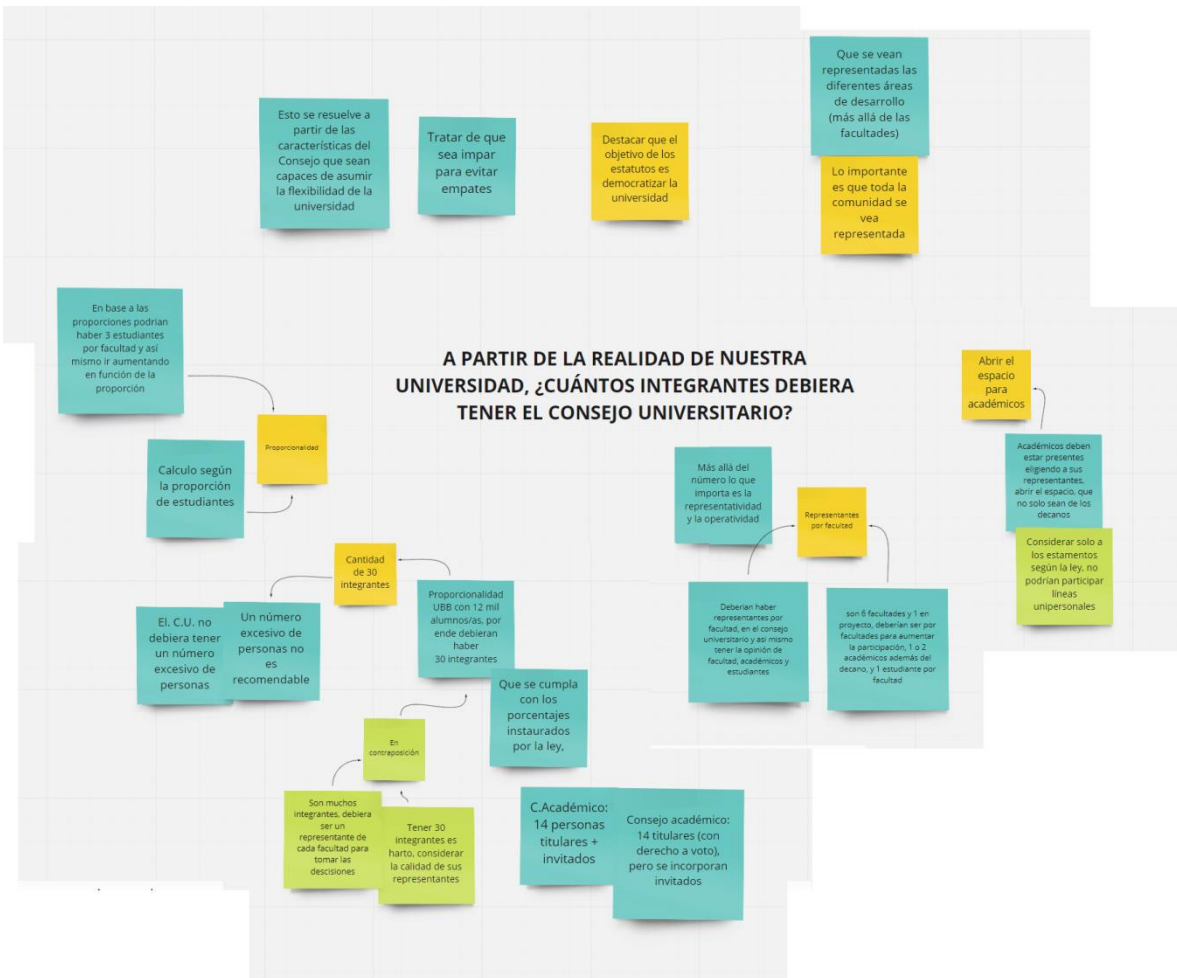 Que se vean
representadas las
diferentes áreas
de desarrollo
(más allá de las
facultades)
Esto se resuelve a
partir de las
características del
Consejo que sean
capaces de asumir
la flexibilidad de la
universidad
Tratar de que
sea impar
para evitar
empates
Destacar que el
objetivo de los
estatutos es
democratizar la
universidad
Lo importante
es que toda la
comunidad se
vea
representada
En base a las
proporciones podrian
haber 3 estudiantes
por facultad y así
mismo ir aumentando
en función de la
proporción
A PARTIR DE LA REALIDAD DE NUESTRA
UNIVERSIDAD, ¿CUÁNTOS INTEGRANTES DEBIERA
TENER EL CONSEJO UNIVERSITARIO?
Abrir el
espacio
para
académicos
Proporcionalidad
Calculo según
la proporción
de estudiantes
Más allá del
número lo que
importa es la
representatividad
y la operatividad
Representantes
por facultad
Académicos deben
estar presentes
eligiendo a sus
representantes,
abrir el espacio, que
no solo sean de los
decanos
Considerar solo a
los estamentos
según la ley, no
podrían participar
líneas
unipersonales
Cantidad
de 30
integrantes
Proporcionalidad
UBB con 12 mil
alumnos/as, por
ende debieran
haber
30 integrantes
El. C.U. no
debiera tener
un número
excesivo de
personas
Un número
excesivo de
personas no
es
recomendable
Deberian haber
representantes por
facultad, en el consejo
universitario y asi mismo
tener la opinión de
facultad, académicos y
estudiantes
son 6 facultades y 1 en
proyecto, deberían ser por
facultades para aumentar
la participación, 1 o 2
académicos además del
decano, y 1 estudiante por
facultad
Que se cumpla
con los
porcentajes
instaurados
por la ley,
En
contraposición
Son muchos
integrantes, debiera
ser un
representante de
cada facultad para
tomar las
descisiones
Tener 30
integrantes es
harto, considerar
la calidad de sus
representantes
C.Académico:
14 personas
titulares +
invitados
Consejo académico:
14 titulares (con
derecho a voto),
pero se incorporan
invitados